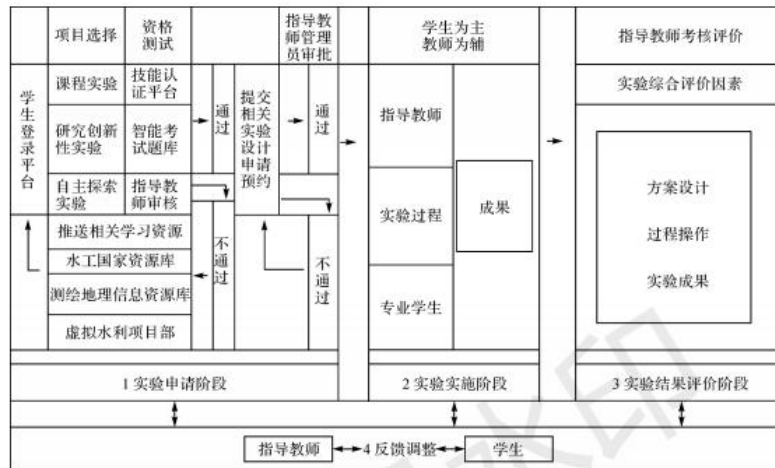 项目选择
资格
测试
指导教
师管理
员审批
学生为主
教师为辅
指导教师考核评价
学生登录平台
课程实验
技能认
证平台
研究创新
性实验
智能考
试题库
自主探索
实验
指导教
师审核
通过
提交
相关
实验
设计
申请
预约
通过
不通过
不通过
推送相关学习资源
水工国家资源库
测绘地理信息资源库
虚拟水利项目部
指导教师
实验过程
专业学生
成果
实验综合评价因素
方案设计
过程操作
实验成果
1 实验申请阶段
2 实验实施阶段
3 实验结果评价阶段
指导教师
4 反馈调整
学生
水印